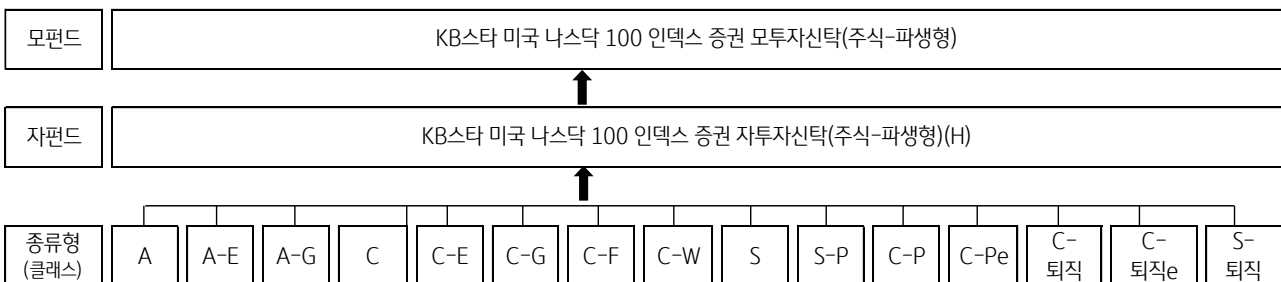 모펀드
KB스타 미국 나스닥 100 인덱스 증권 모투자신탁(주식-파생형)
자펀드
KB스타 미국 나스닥 100 인덱스 증권 자투자신탁(주식-파생형)(H)
종류형
(클래스)
A
A-E
A-G
C
C-E
C-G
C-F
C-W
S
S-P
C-P
C-Pe
C-
퇴직
C-
퇴직e
S-
퇴직